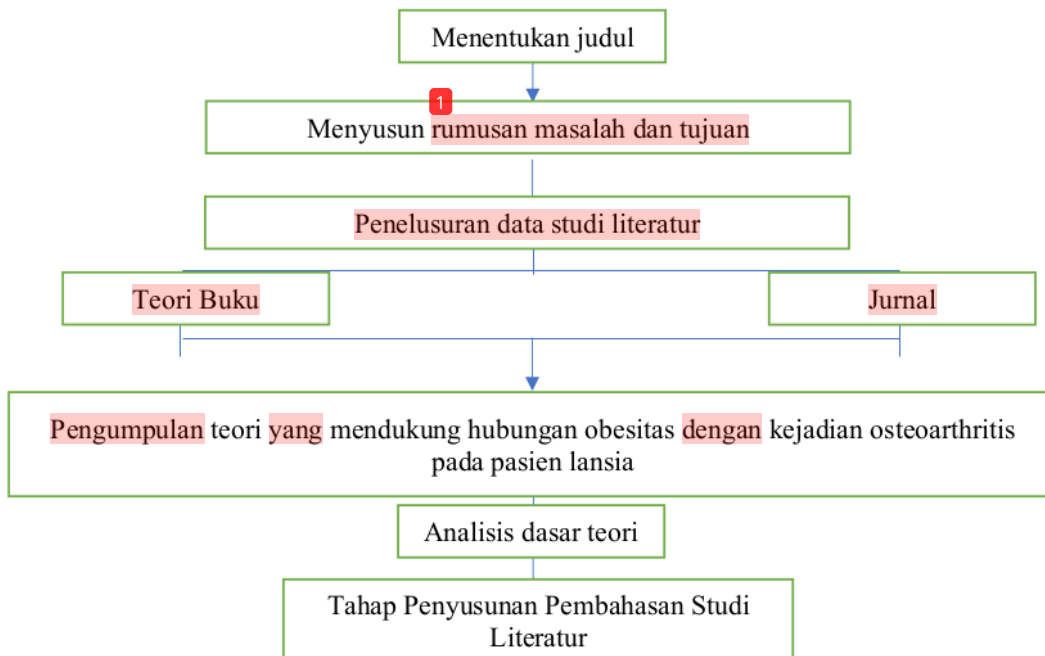 Menentukan judul
1
Menyusun rumusan masalah dan tujuan
Penelusuran data studi literatur
Teori Buku
Jurnal
Pengumpulan teori yang mendukung hubungan obesitas dengan kejadian osteoarthritis
pada pasien lansia
Analisis dasar teori
Tahap Penyusunan Pembahasan Studi
Literatur